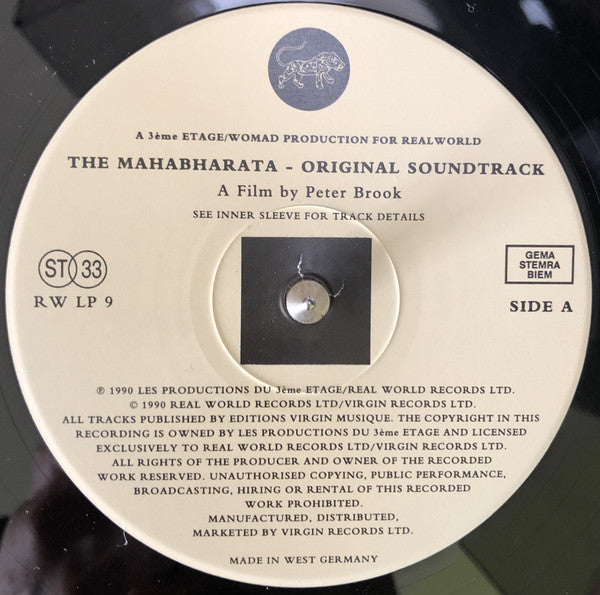 A 3ème ETAGE/WOMAD PRODUCTION FOR REALWORLD
THE MAHABHARATA - ORIGINAL SOUNDTRACK
A Film by Peter Brook
SEE INNER SLEEVE FOR TRACK DETAILS
ST 33
RW LP 9
GEMA
STEMRA
BIEM
SIDE A
℗ 1990 LES PRODUCTIONS DU 3ème ETAGE/REAL WORLD RECORDS LTD.
© 1990 REAL WORLD RECORDS LTD/VIRGIN RECORDS LTD.
ALL TRACKS PUBLISHED BY EDITIONS VIRGIN MUSIQUE. THE COPYRIGHT IN THIS
RECORDING IS OWNED BY LES PRODUCTIONS DU 3ème ETAGE AND LICENSED
EXCLUSIVELY TO REAL WORLD RECORDS LTD/VIRGIN RECORDS LTD.
ALL RIGHTS OF THE PRODUCER AND OWNER OF THE RECORDED
WORK RESERVED. UNAUTHORISED COPYING, PUBLIC PERFORMANCE,
BROADCASTING, HIRING OR RENTAL OF THIS RECORDED
WORK PROHIBITED.
MANUFACTURED, DISTRIBUTED,
MARKETED BY VIRGIN RECORDS LTD.
MADE IN WEST GERMANY